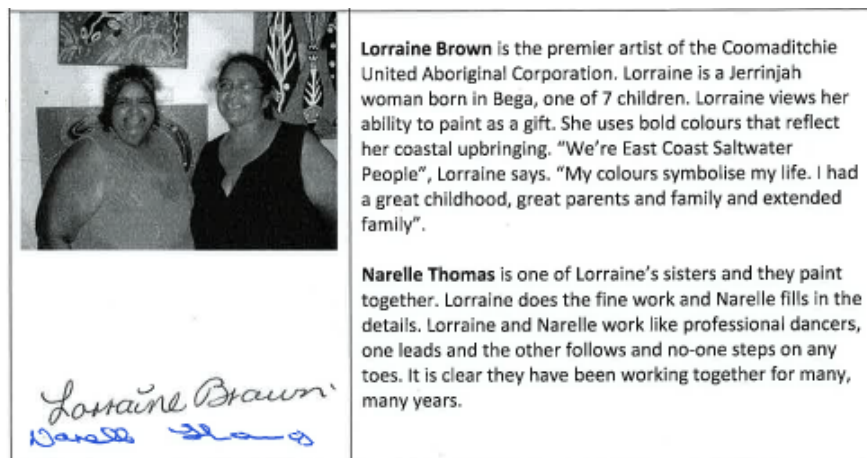 Lorraine Brown is the premier artist of the Coomaditchie
United Aboriginal Corporation. Lorraine is a Jerrinjah
woman born in Bega, one of 7 children. Lorraine views her
ability to paint as a gift. She uses bold colours that reflect
her coastal upbringing. “We’re East Coast Saltwater
People”, Lorraine says. “My colours symbolise my life. I had
a great childhood, great parents and family and extended
family”.
Narelle Thomas is one of Lorraine’s sisters and they paint
together. Lorraine does the fine work and Narelle fills in the
details. Lorraine and Narelle work like professional dancers,
one leads and the other follows and no-one steps on any
toes. It is clear they have been working together for many,
many years.
Lorraine Brown
Narelle Thomas